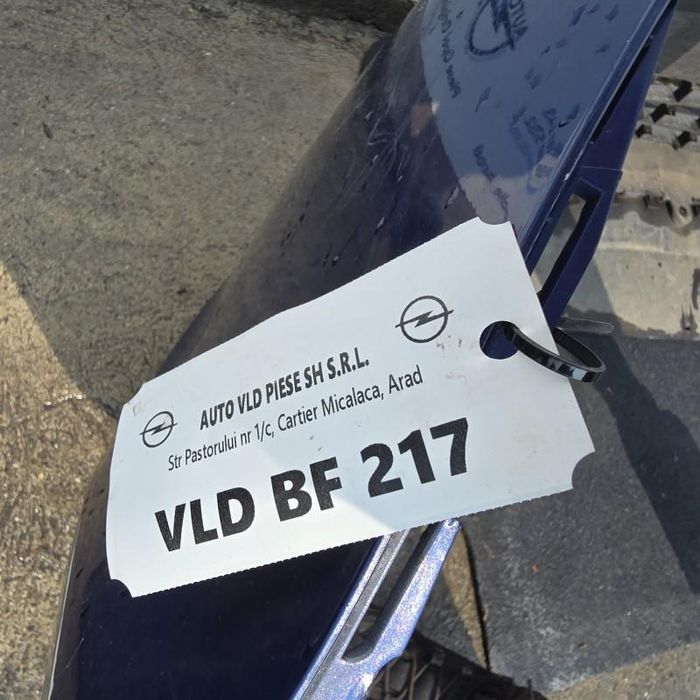 AUTO VLD PIESE SH S.R.L.
Str Pastorului nr 1/c, Cartier Micalaca, Arad
VLD BF 217